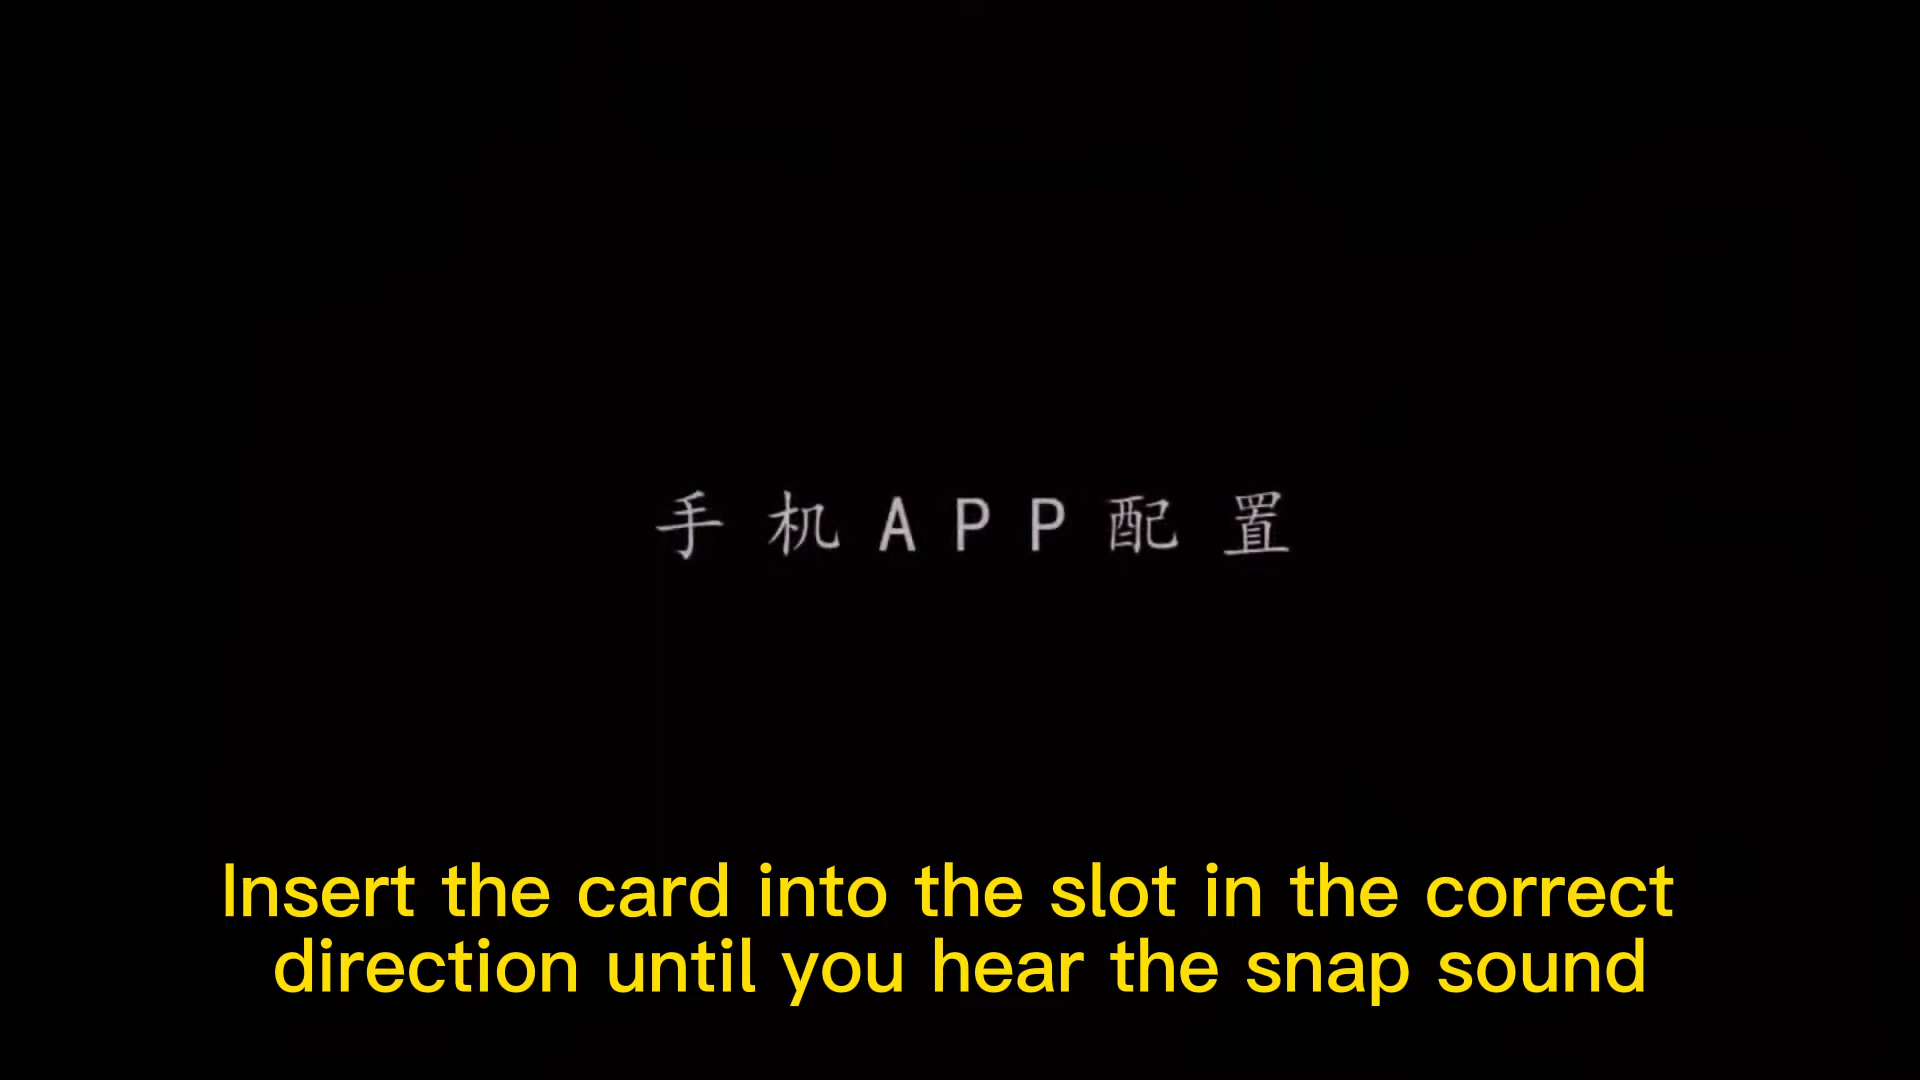 手机APP配置
Insert the card into the slot in the correct
direction until you hear the snap sound